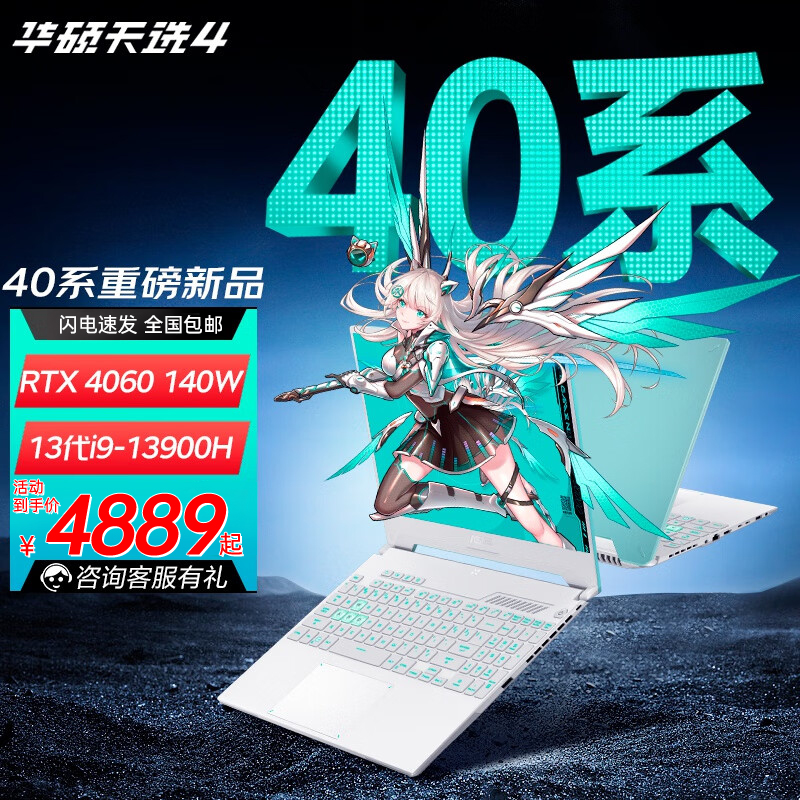 华硕天选4
40系
40系重磅新品
闪电速发 全国包邮
RTX 4060 140W
13代i9-13900H
活动
到手价
¥4889起
咨询客服有礼